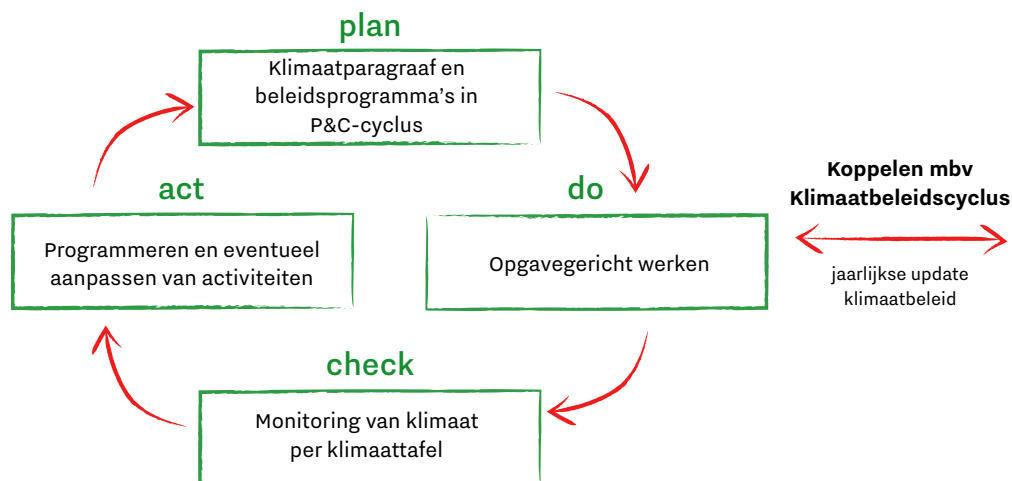 plan
Klimaatparagraaf en
beleidsprogramma’s in
P&C-cyclus
act
Programmeren en eventueel
aanpassen van activiteiten
do
Opgavegericht werken
Koppelen mbv
Klimaatbeleidscyclus
jaarlijkse update
klimaatbeleid
check
Monitoring van klimaat
per klimaattafel